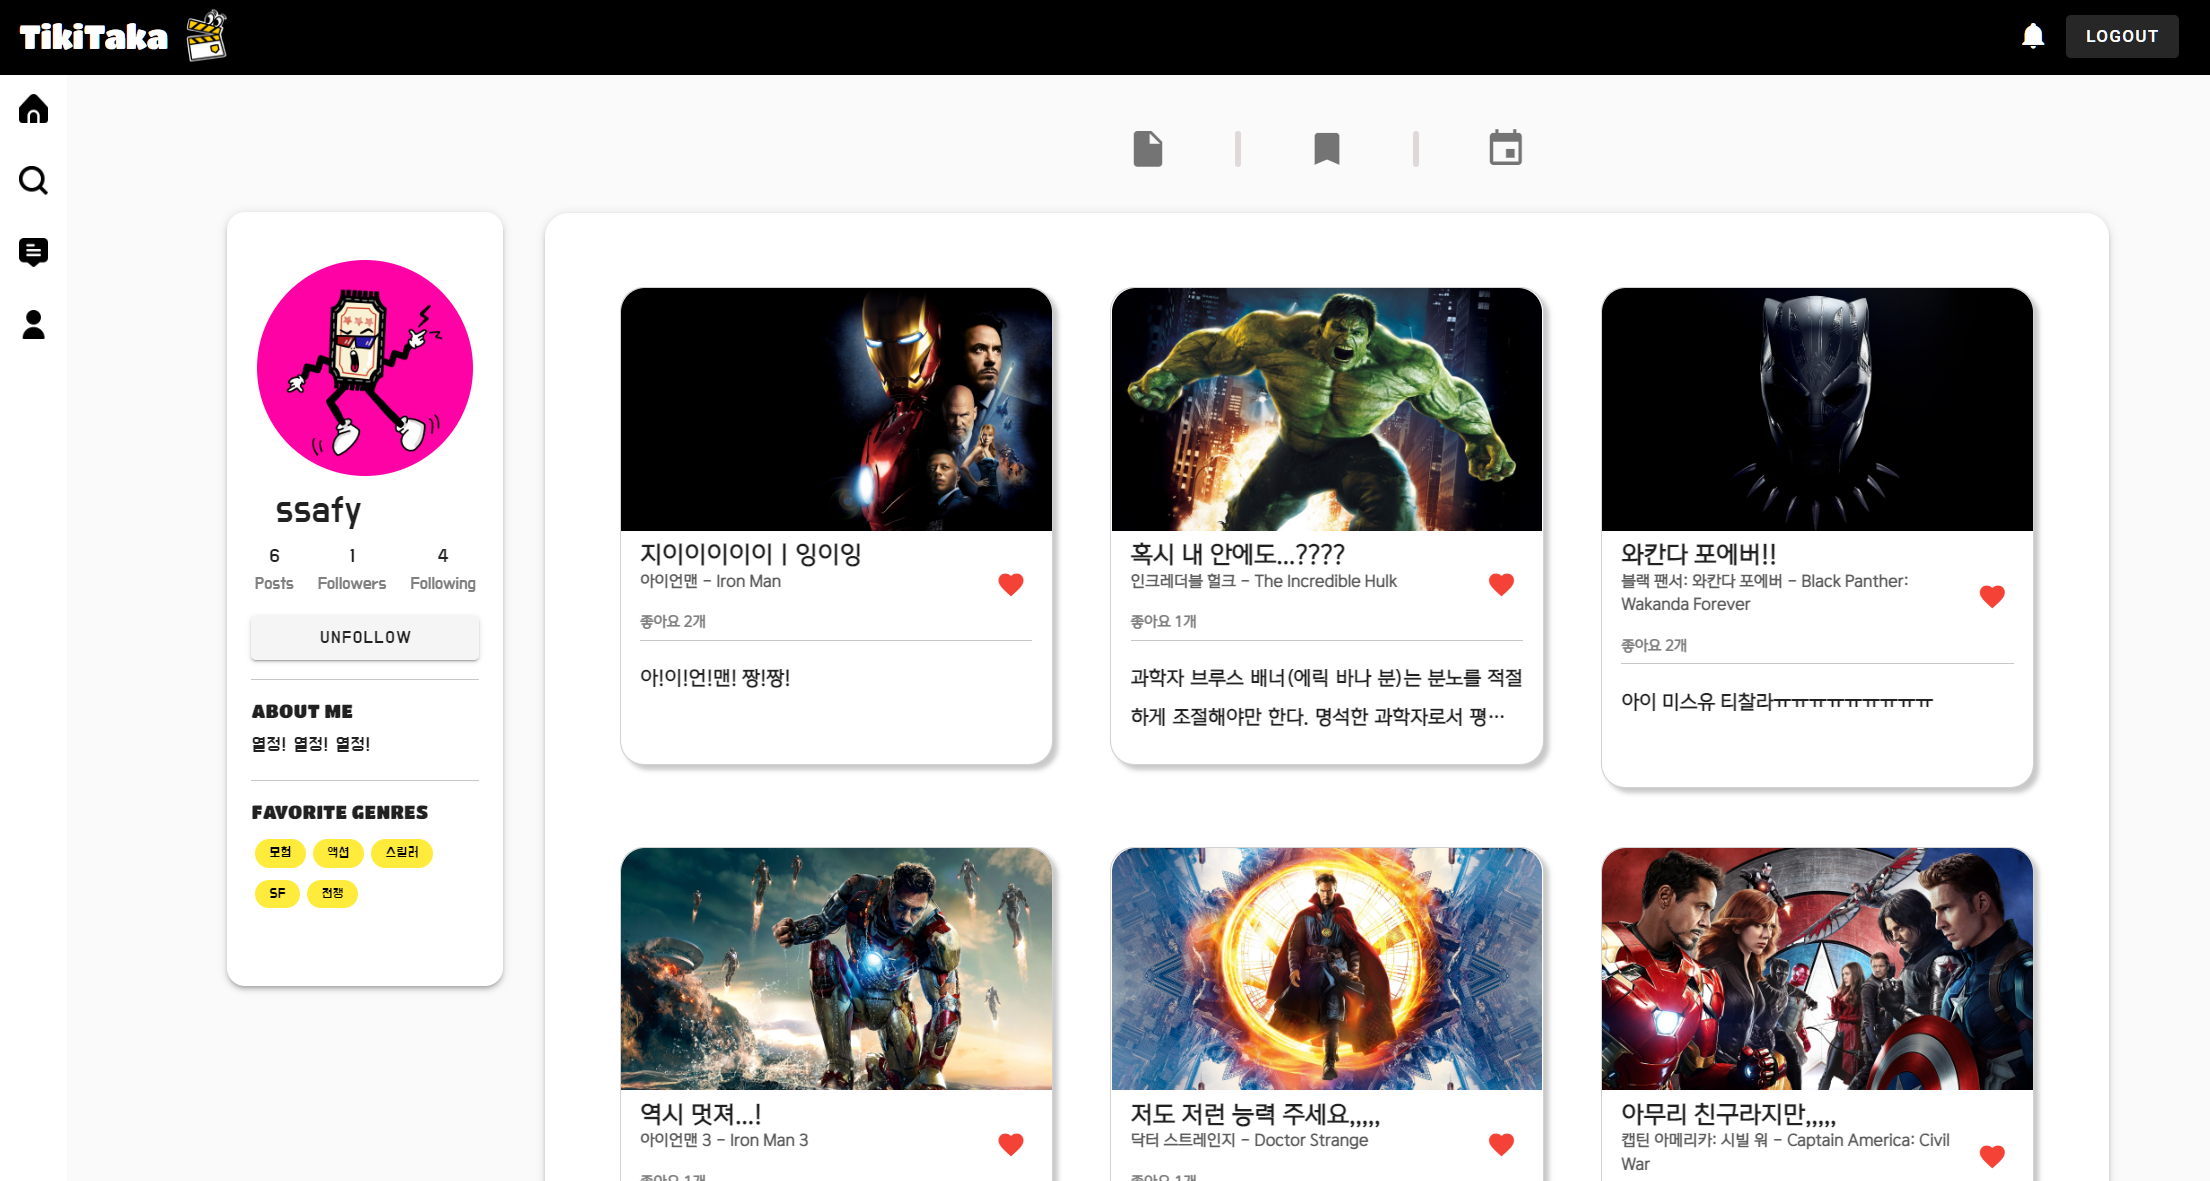 TikiTaka
LOGOUT
ssafy
6 1 4
Posts Followers Following
UNFOLLOW
ABOUT ME
열정! 열정! 열정!
FAVORITE GENRES
모험 액션 스릴러
SF 전쟁
지이이이이이 | 잉이잉
아이언맨 - Iron Man
좋아요 2개
아!이!언!맨! 짱!짱!
혹시 내 안에도...????
인크레더블 헐크 - The Incredible Hulk
좋아요 1개
과학자 브루스 배너(에릭 바나 분)는 분노를 적절
하게 조절해야만 한다. 명석한 과학자로서 평…
와칸다 포에버!!
블랙 팬서: 와칸다 포에버 - Black Panther:
Wakanda Forever
좋아요 2개
아이 미스유 티찰라ㅠㅠㅠㅠㅠㅠㅠㅠㅠ
역시 멋져...!
아이언맨 3 - Iron Man 3
좋아요 1개
저도 저런 능력 주세요,,,,,
닥터 스트레인지 - Doctor Strange
좋아요 1개
아무리 친구라지만,,,,,
캡틴 아메리카: 시빌 워 - Captain America: Civil
War